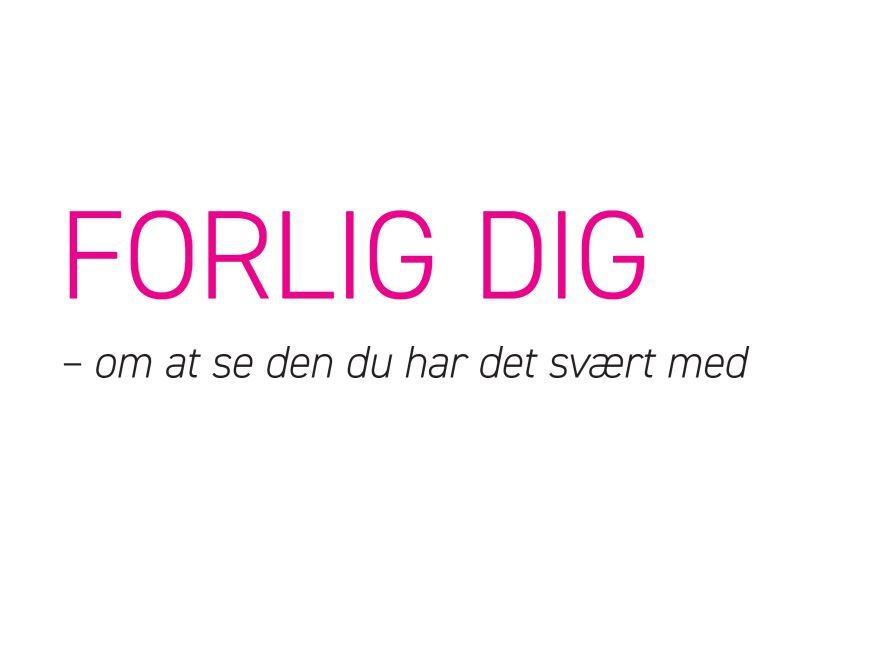 FORLIG DIG
– om at se den du har det svært med